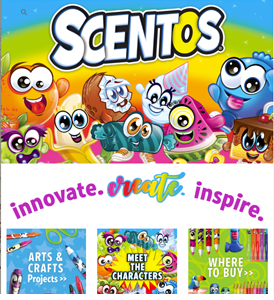 SCENTOS®
innovate. create. inspire.
ARTS &
CRAFTS
Projects >>
MEET
THE
CHARACTERS
WHERE
TO BUY >>